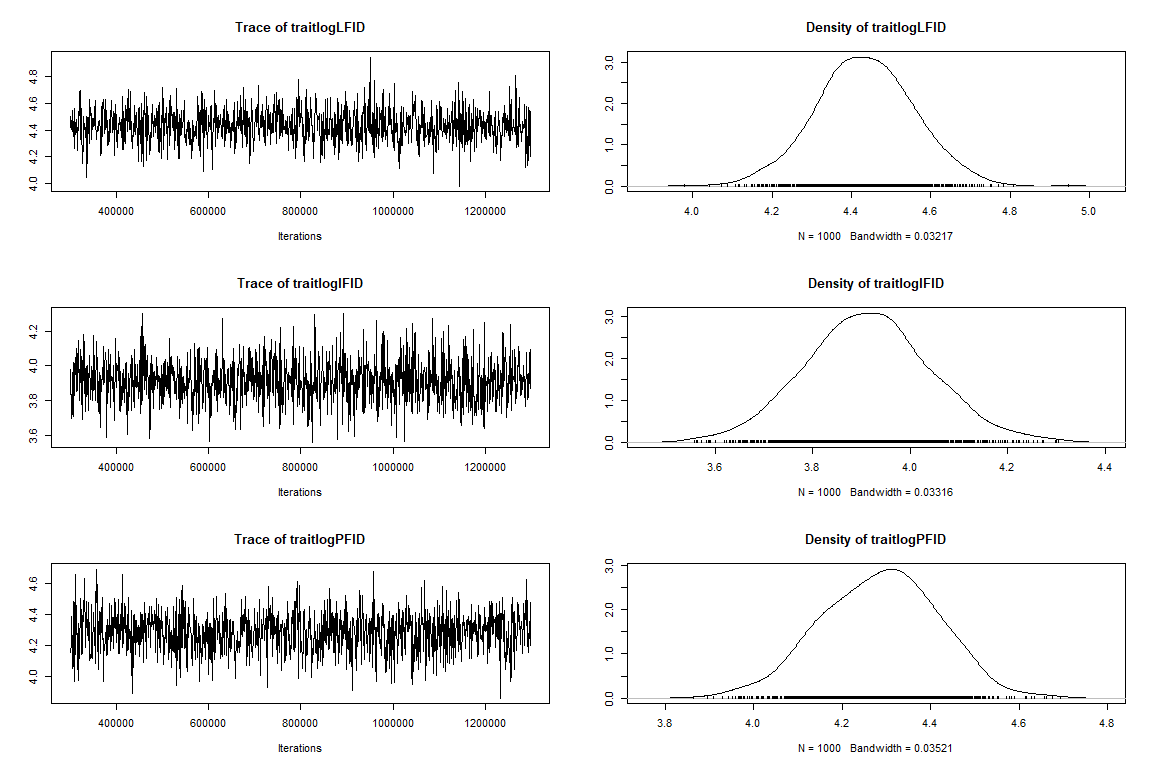 Trace of traitlogLFID
4.0 4.2 4.4 4.6 4.8
400000 600000 800000 1000000 1200000
Iterations
Density of traitlogLFID
0.0 1.0 2.0 3.0
4.0 4.2 4.4 4.6 4.8 5.0
N = 1000 Bandwidth = 0.03217
Trace of traitlogIFID
3.6 3.8 4.0 4.2
400000 600000 800000 1000000 1200000
Iterations
Density of traitlogIFID
0.0 1.0 2.0 3.0
3.6 3.8 4.0 4.2 4.4
N = 1000 Bandwidth = 0.03316
Trace of traitlogPFID
4.0 4.2 4.4 4.6
400000 600000 800000 1000000 1200000
Iterations
Density of traitlogPFID
0.0 1.0 2.0 3.0
3.8 4.0 4.2 4.4 4.6 4.8
N = 1000 Bandwidth = 0.03521